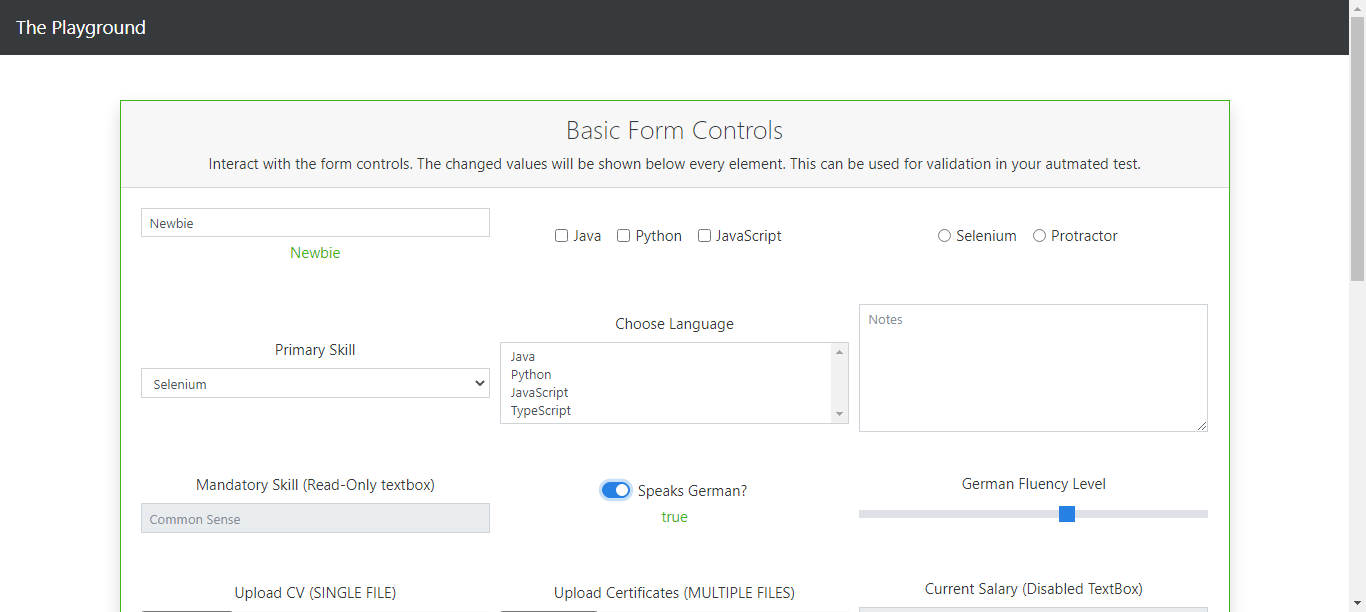 The Playground
Basic Form Controls
Interact with the form controls. The changed values will be shown below every element. This can be used for validation in your autmated test.
Newbie
Newbie
Java
Python
JavaScript
Selenium
Protractor
Primary Skill
Selenium
Choose Language
Java
Python
JavaScript
TypeScript
Notes
Mandatory Skill (Read-Only textbox)
Common Sense
Speaks German?
true
German Fluency Level
Upload CV (SINGLE FILE)
Upload Certificates (MULTIPLE FILES)
Current Salary (Disabled TextBox)